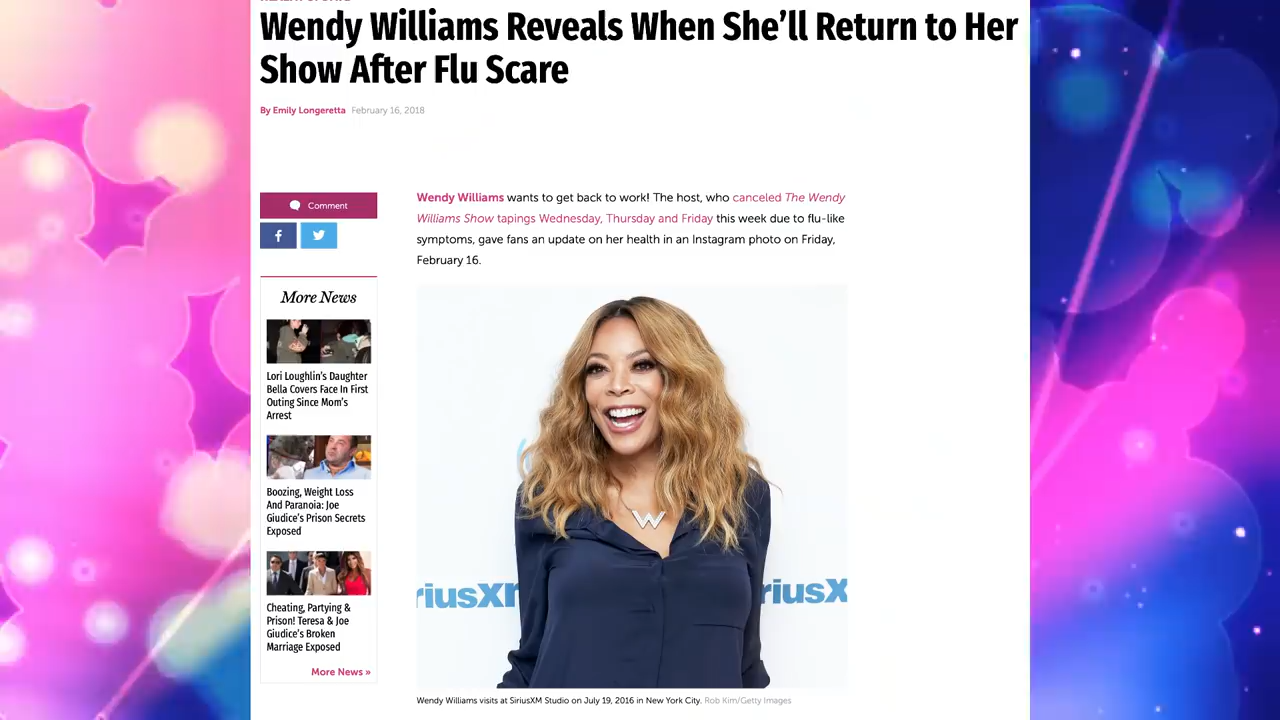 Wendy Williams Reveals When She’ll Return to Her
Show After Flu Scare
By Emily Longeretta February 16, 2018
Comment
Wendy Williams wants to get back to work! The host, who canceled The Wendy
Williams Show tapings Wednesday, Thursday and Friday this week due to flu-like
symptoms, gave fans an update on her health in an Instagram photo on Friday,
February 16.
More News
Lori Loughlin’s Daughter
Bella Covers Face In First
Outing Since Mom’s
Arrest
Boozing, Weight Loss
And Paranoia: Joe
Giudice’s Prison Secrets
Exposed
Cheating, Partying &
Prison! Teresa & Joe
Giudice’s Broken
Marriage Exposed
More News »
W
riusXM
riusX
Wendy Williams visits at SiriusXM Studio on July 19, 2016 in New York City. Rob Kim/Getty Images